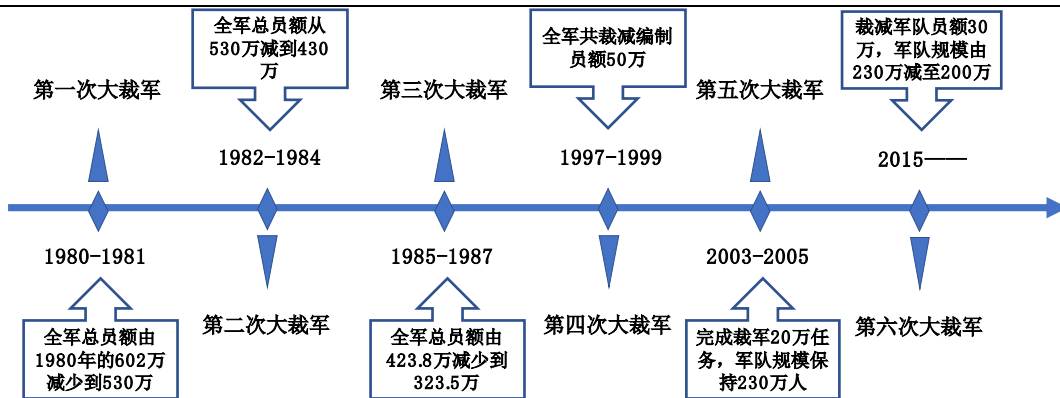 全军总员额从
530万减到430
万
全军共裁减编制
员额50万
裁减军队员额30
万，军队规模由
230万减至200万
第一次大裁军
第三次大裁军
第五次大裁军
1982-1984
1997-1999
2015——
1980-1981
1985-1987
2003-2005
第二次大裁军
第四次大裁军
第六次大裁军
全军总员额由
1980年的602万
减少到530万
全军总员额由
423.8万减少到
323.5万
完成裁军20万任
务，军队规模保
持230万人